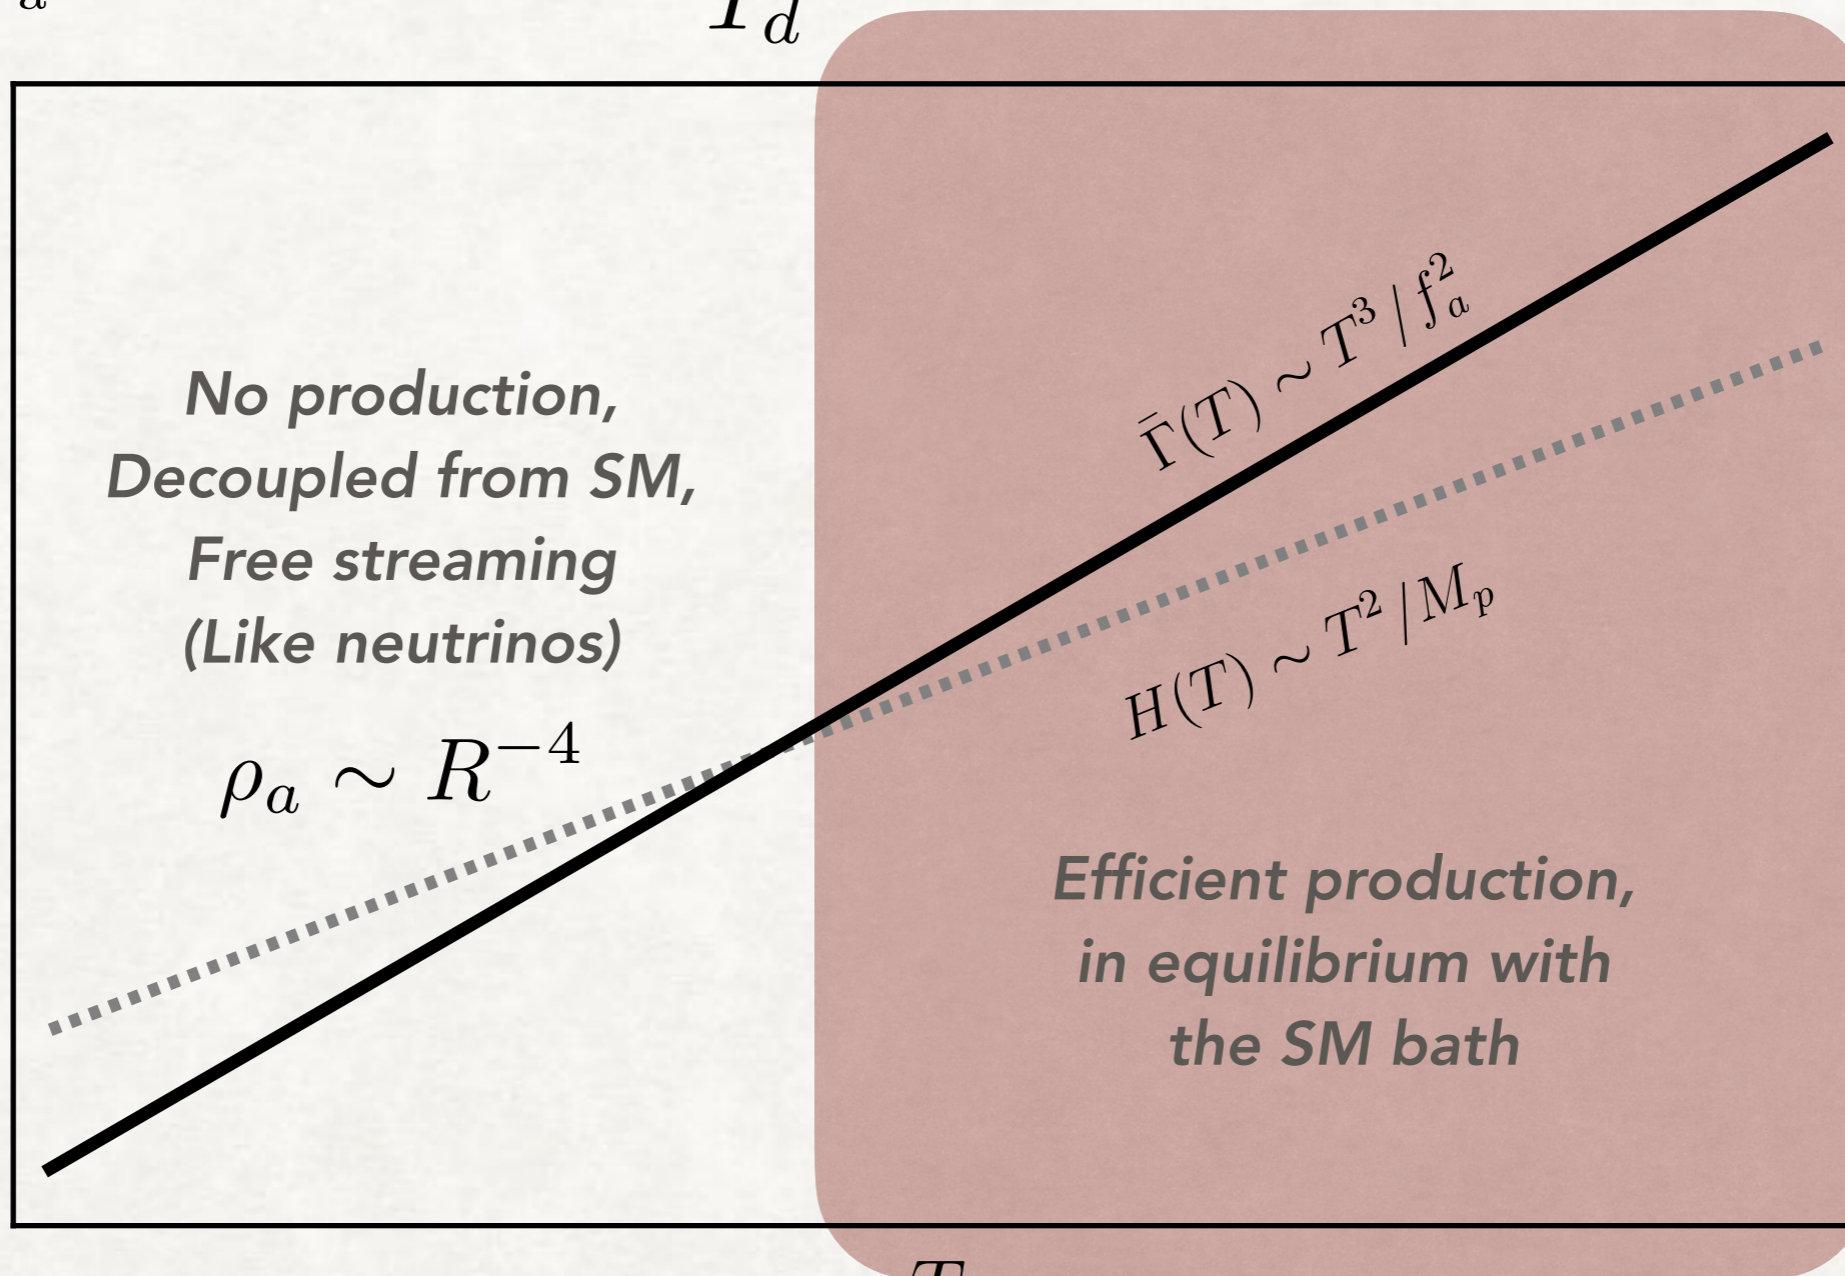 a
T_d
No production,
Decoupled from SM,
Free streaming
(Like neutrinos)
ρ_a ∼ R^{−4}
Γ̄(T) ∼ T^3/f_a^2
H(T) ∼ T^2/M_p
Efficient production,
in equilibrium with
the SM bath
T